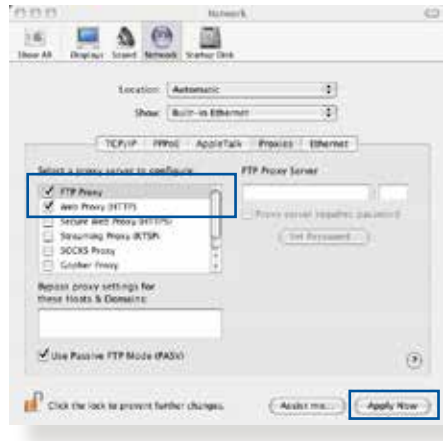 Network
Show All Displays Sound Network Startup Disk
Location: Automatic
Show: Built-in Ethernet
TCP/IP PPPoE AppleTalk Proxies Ethernet
Select a proxy server to configure FTP Proxy Server
FTP Proxy
Web Proxy (HTTP)
Secure Web Proxy (HTTPS)
Streaming Proxy (RTSP)
SOCKS Proxy
Gopher Proxy
Proxy server requires password
Set Password...
Bypass proxy settings for
these Hosts & Domains:
Use Passive FTP Mode (PASV)
?
Click the lock to prevent further changes. Assist me... Apply Now